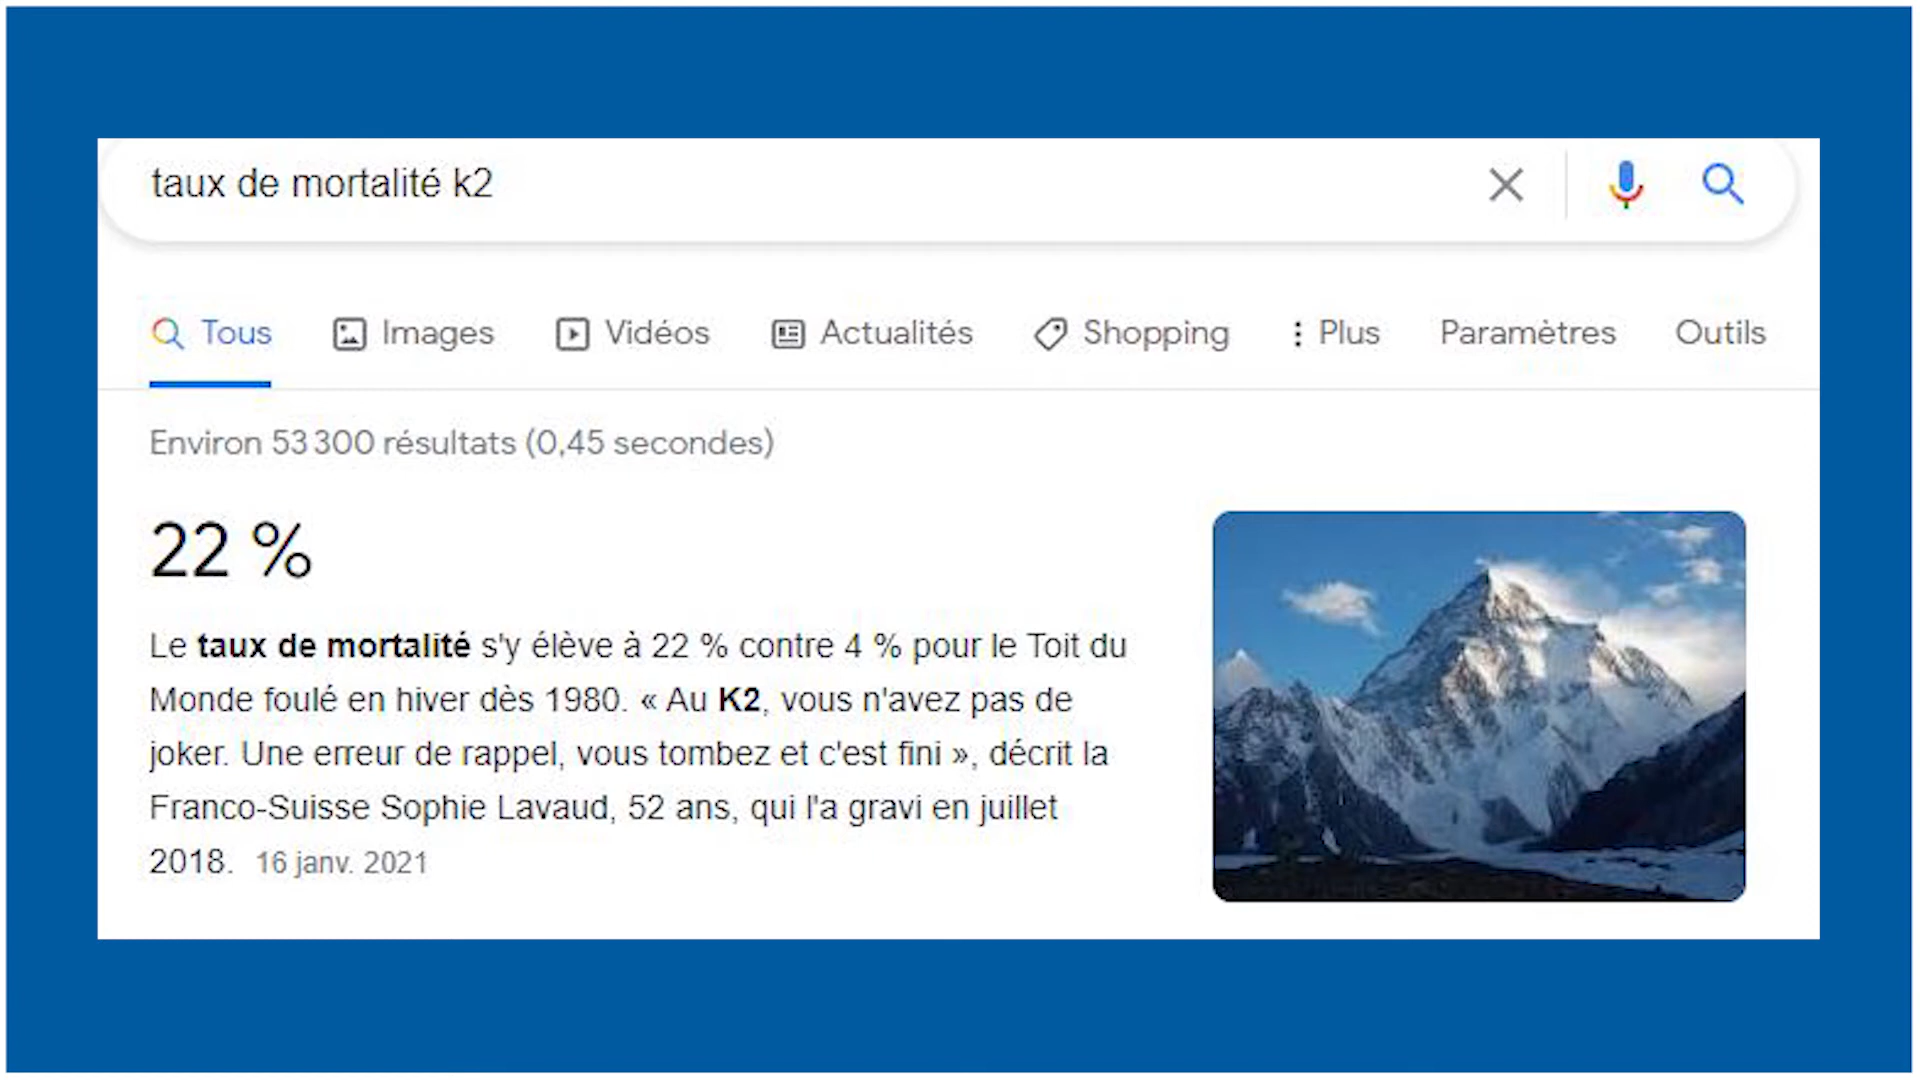 taux de mortalité k2
Tous Images Vidéos Actualités Shopping Plus Paramètres Outils
Environ 53 300 résultats (0,45 secondes)
22 %
Le taux de mortalité s'y élève à 22 % contre 4 % pour le Toit du
Monde foulé en hiver dès 1980. « Au K2, vous n'avez pas de
joker. Une erreur de rappel, vous tombez et c'est fini », décrit la
Franco-Suisse Sophie Lavaud, 52 ans, qui l'a gravi en juillet
2018. 16 janv. 2021